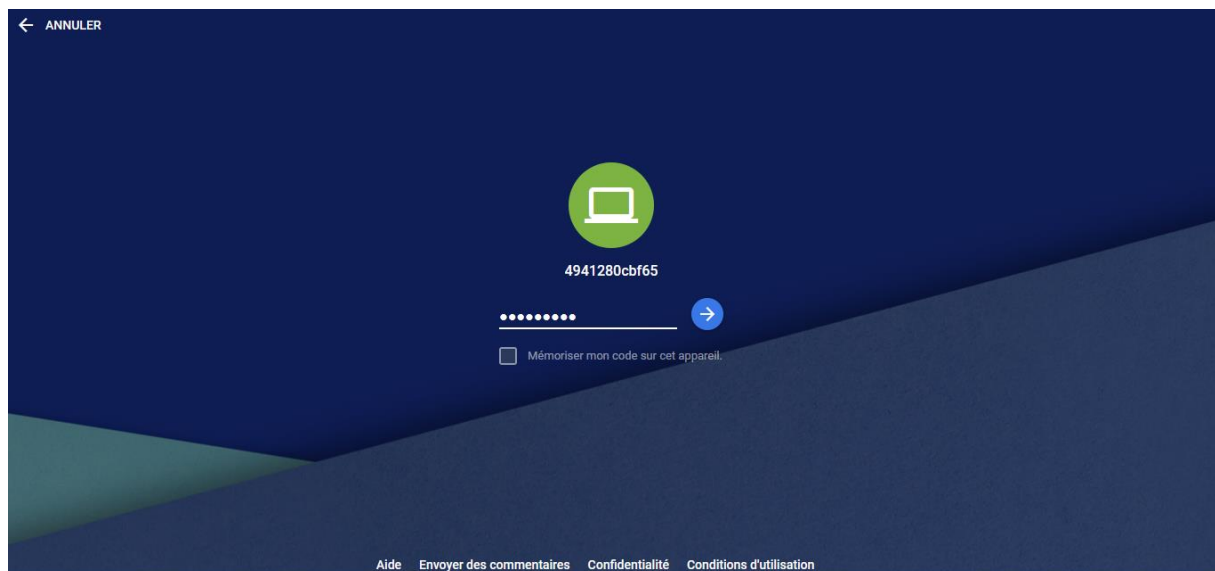 ANNULER
4941280cbf65
•••••••••
Mémoriser mon code sur cet appareil.
Aide Envoyer des commentaires Confidentialité Conditions d'utilisation